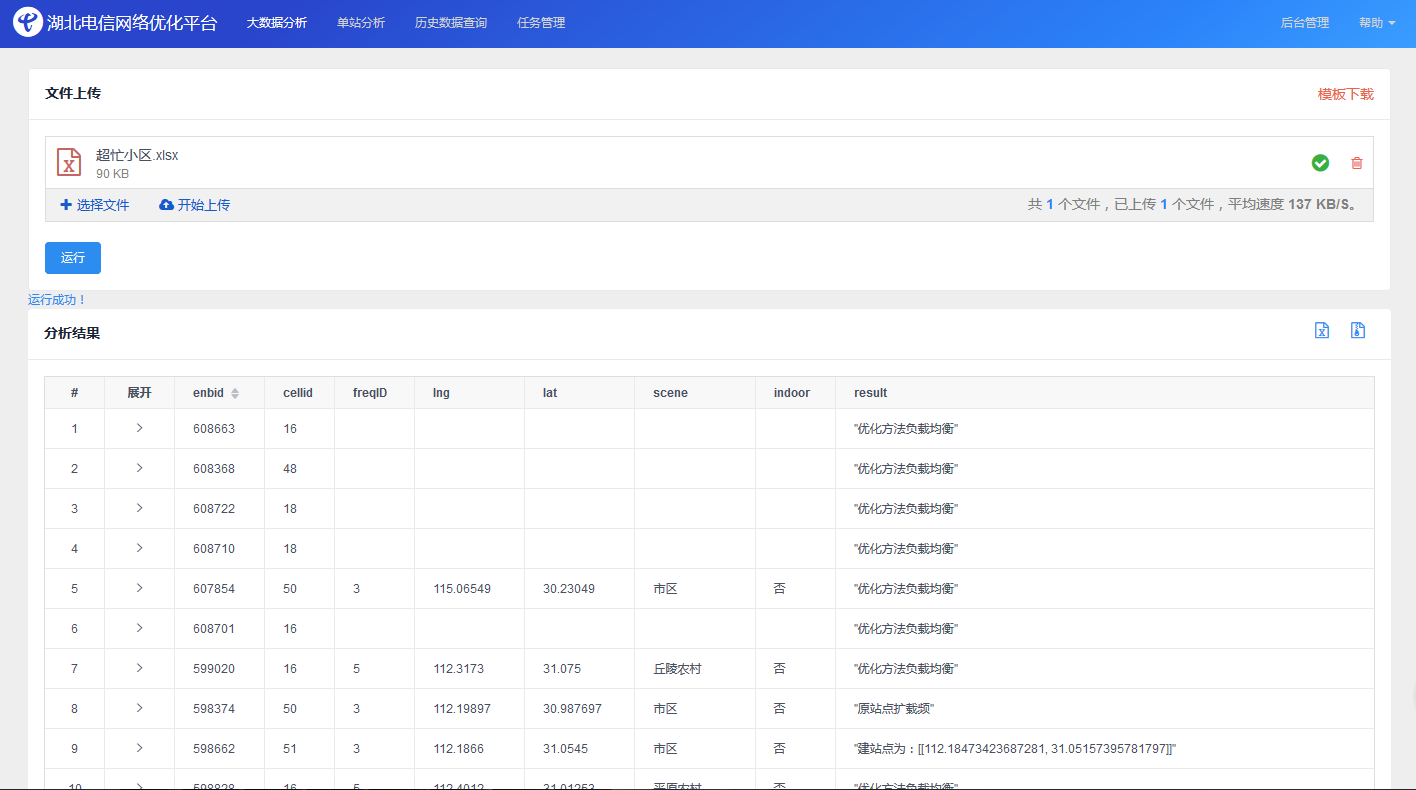 湖北电信网络优化平台 大数据分析 单站分析 历史数据查询 任务管理 后台管理 帮助
文件上传 模板下载
超忙小区.xlsx
90 KB
选择文件 开始上传 共 1 个文件，已上传 1 个文件，平均速度 137 KB/S。
运行
运行成功！
分析结果
# 展开 enbid cellid freqID lng lat scene indoor result
1 608663 16 "优化方法负载均衡"
2 608368 48 "优化方法负载均衡"
3 608722 18 "优化方法负载均衡"
4 608710 18 "优化方法负载均衡"
5 607854 50 3 115.06549 30.23049 市区 否 "优化方法负载均衡"
6 608701 16 "优化方法负载均衡"
7 599020 16 5 112.3173 31.075 丘陵农村 否 "优化方法负载均衡"
8 598374 50 3 112.19897 30.987697 市区 否 "原站点扩载频"
9 598662 51 3 112.1866 31.0545 市区 否 "建站点为：[[112.18473423687281, 31.05157395781797]]"
10 598828 16 5 112.4012 31.01253 平原农村 否 "优化方法负载均衡"